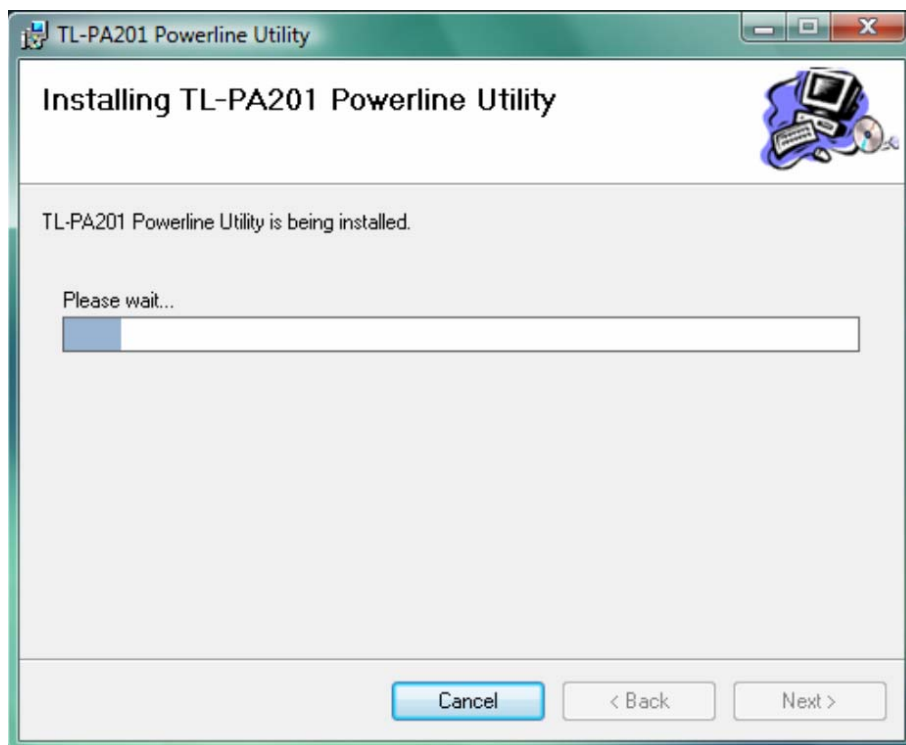 TL-PA201 Powerline Utility
Installing TL-PA201 Powerline Utility
TL-PA201 Powerline Utility is being installed.
Please wait...
Cancel
< Back
Next >